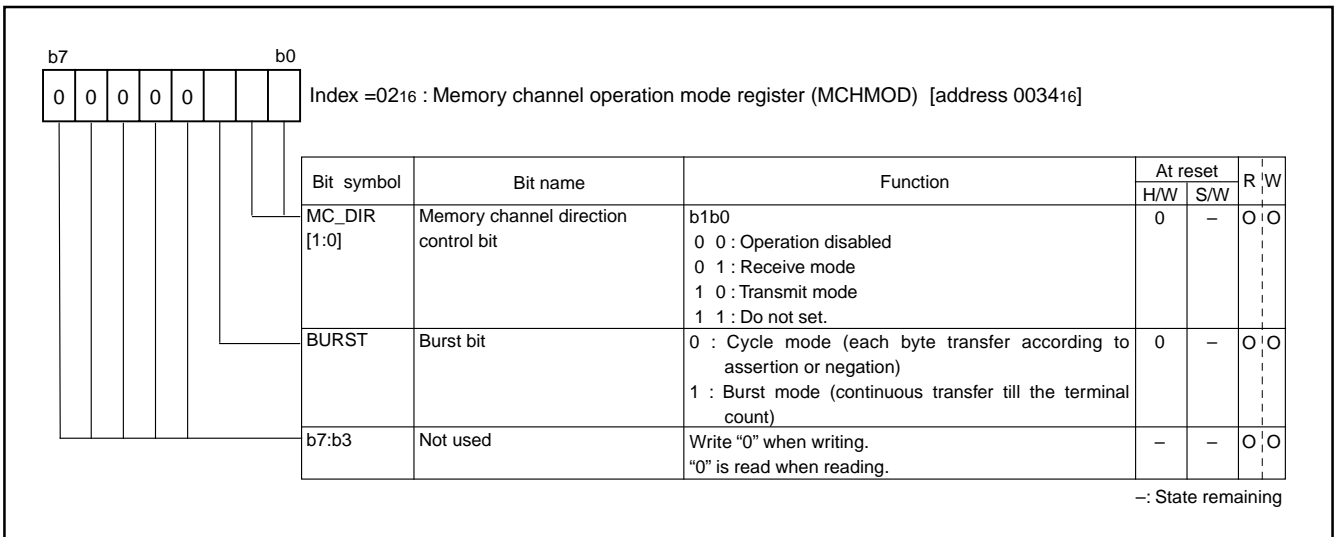 b7 b0
0 0 0 0 0 Index =0216 : Memory channel operation mode register (MCHMOD) [address 003416]
Bit symbol Bit name Function At reset R W
H/W S/W
MC_DIR Memory channel direction b1b0 0 – O O
[1:0] control bit 0 0 : Operation disabled
0 1 : Receive mode
1 0 : Transmit mode
1 1 : Do not set.
BURST Burst bit 0 : Cycle mode (each byte transfer according to 0 – O O
assertion or negation)
1 : Burst mode (continuous transfer till the terminal
count)
b7:b3 Not used Write “0” when writing. – – O O
“0” is read when reading.
–: State remaining